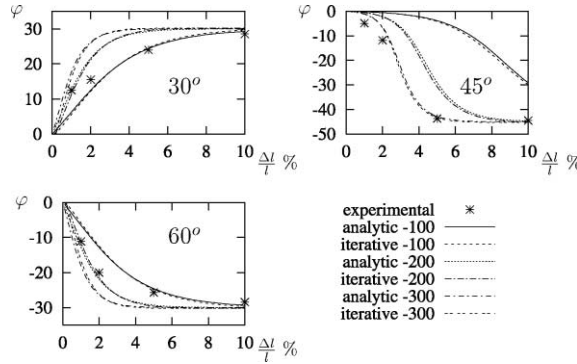 φ
30
20
10
0
30°
0 2 4 6 8 10 Δl/l %
0
-10
-20
-30
-40
-50
45°
0 2 4 6 8 10 Δl/l %
φ
0
-10
-20
-30
60°
0 2 4 6 8 10 Δl/l %
experimental
analytic -100
iterative -100
analytic -200
iterative -200
analytic -300
iterative -300